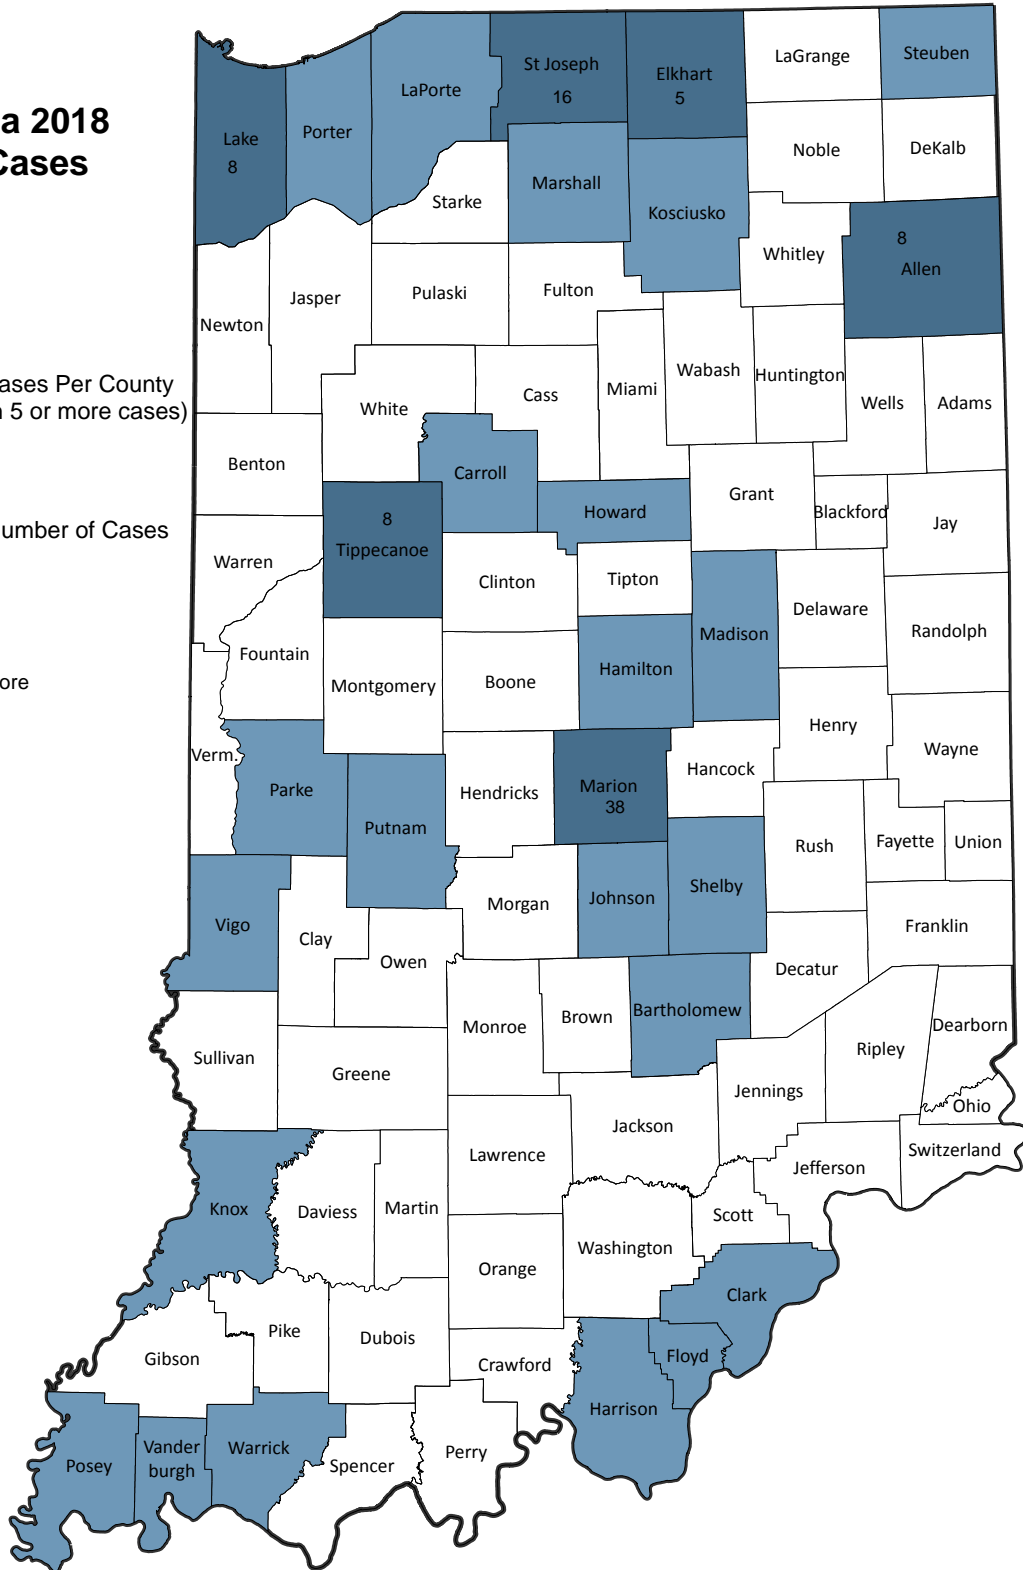 a 2018
Cases
ases Per County
5 or more cases)
umber of Cases
ore
St Joseph
16
Elkhart
5
LaGrange
Steuben
LaPorte
Lake
8
Porter
Noble
DeKalb
Marshall
Starke
Kosciusko
Whitley
8
Allen
Jasper
Pulaski
Fulton
Newton
Miami
Wabash
Huntington
White
Cass
Wells
Adams
Benton
Carroll
Grant
Howard
Blackford
Jay
8
Tippecanoe
Warren
Clinton
Tipton
Delaware
Randolph
Madison
Fountain
Hamilton
Montgomery
Boone
Henry
Wayne
Verm.
Parke
Hendricks
Marion
38
Hancock
Putnam
Rush
Fayette
Union
Shelby
Johnson
Morgan
Vigo
Clay
Owen
Franklin
Decatur
Monroe
Brown
Bartholomew
Dearborn
Ripley
Sullivan
Greene
Jennings
Ohio
Jackson
Lawrence
Switzerland
Jefferson
Knox
Daviess
Martin
Scott
Washington
Orange
Clark
Pike
Dubois
Gibson
Crawford
Floyd
Harrison
Posey
Vander
burgh
Warrick
Spencer
Perry